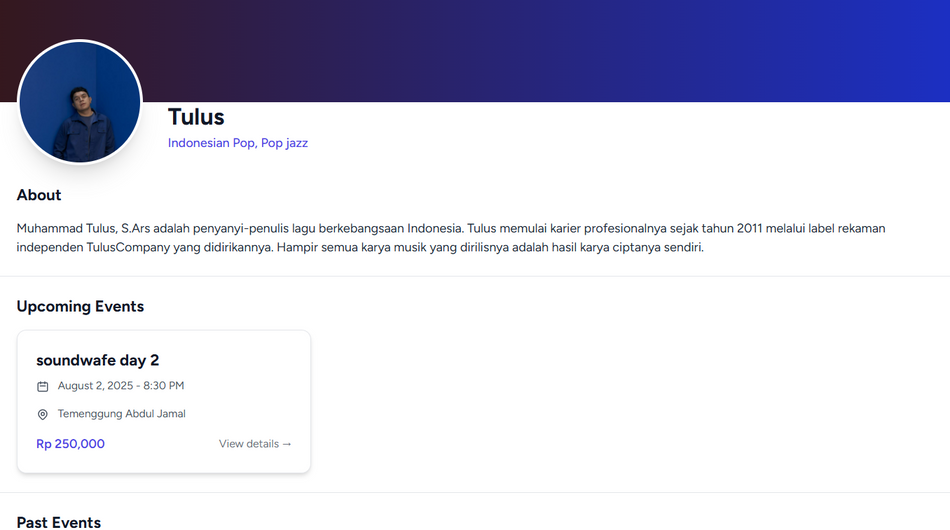 Tulus
Indonesian Pop, Pop jazz
About
Muhammad Tulus, S.Ars adalah penyanyi-penulis lagu berkebangsaan Indonesia. Tulus memulai karier profesionalnya sejak tahun 2011 melalui label rekaman
independen TulusCompany yang didirikannya. Hampir semua karya musik yang dirilisnya adalah hasil karya ciptanya sendiri.
Upcoming Events
soundwafe day 2
August 2, 2025 - 8:30 PM
Temenggung Abdul Jamal
Rp 250,000
View details →
Past Events